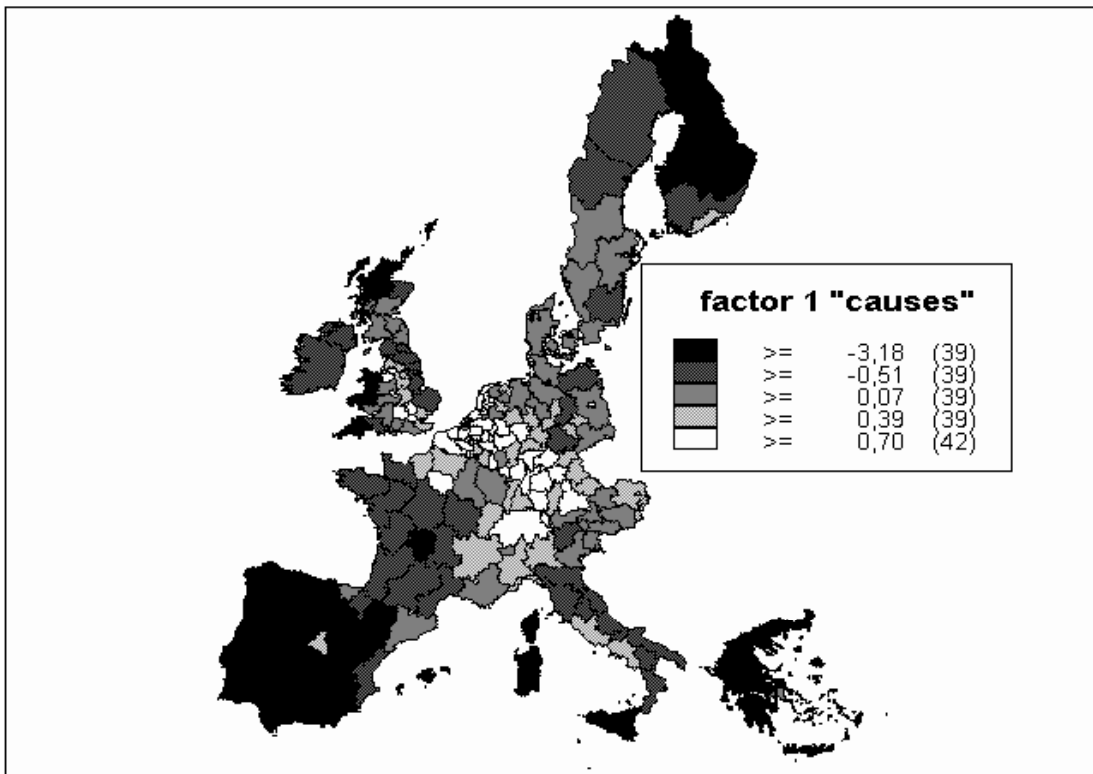 factor 1 "causes"
>= -3,18 (39)
>= -0,51 (39)
>= 0,07 (39)
>= 0,39 (39)
>= 0,70 (42)